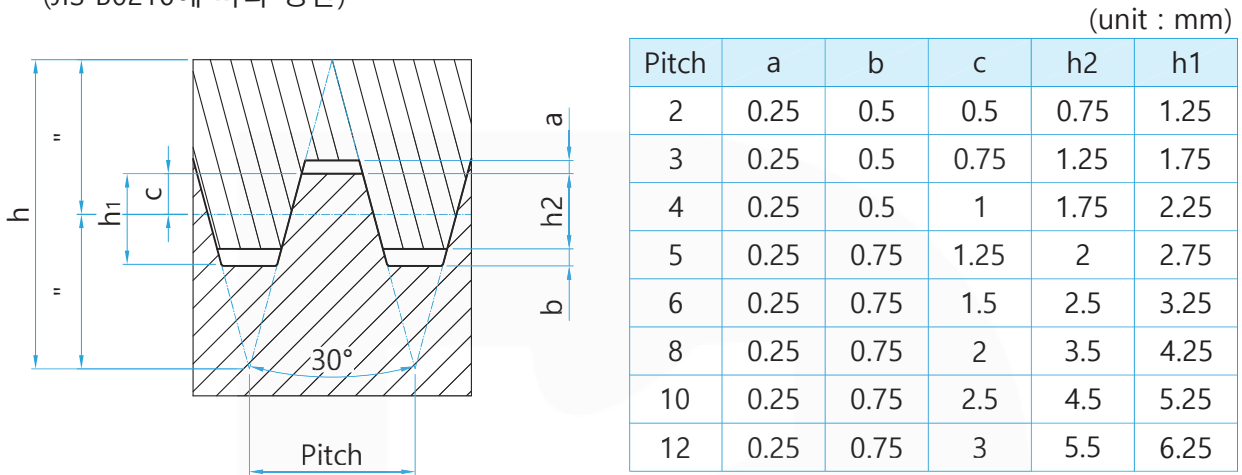 (unit : mm)
h
"
"
h1
c
a
h2
b
30°
Pitch
Pitch a b c h2 h1
2 0.25 0.5 0.5 0.75 1.25
3 0.25 0.5 0.75 1.25 1.75
4 0.25 0.5 1 1.75 2.25
5 0.25 0.75 1.25 2 2.75
6 0.25 0.75 1.5 2.5 3.25
8 0.25 0.75 2 3.5 4.25
10 0.25 0.75 2.5 4.5 5.25
12 0.25 0.75 3 5.5 6.25